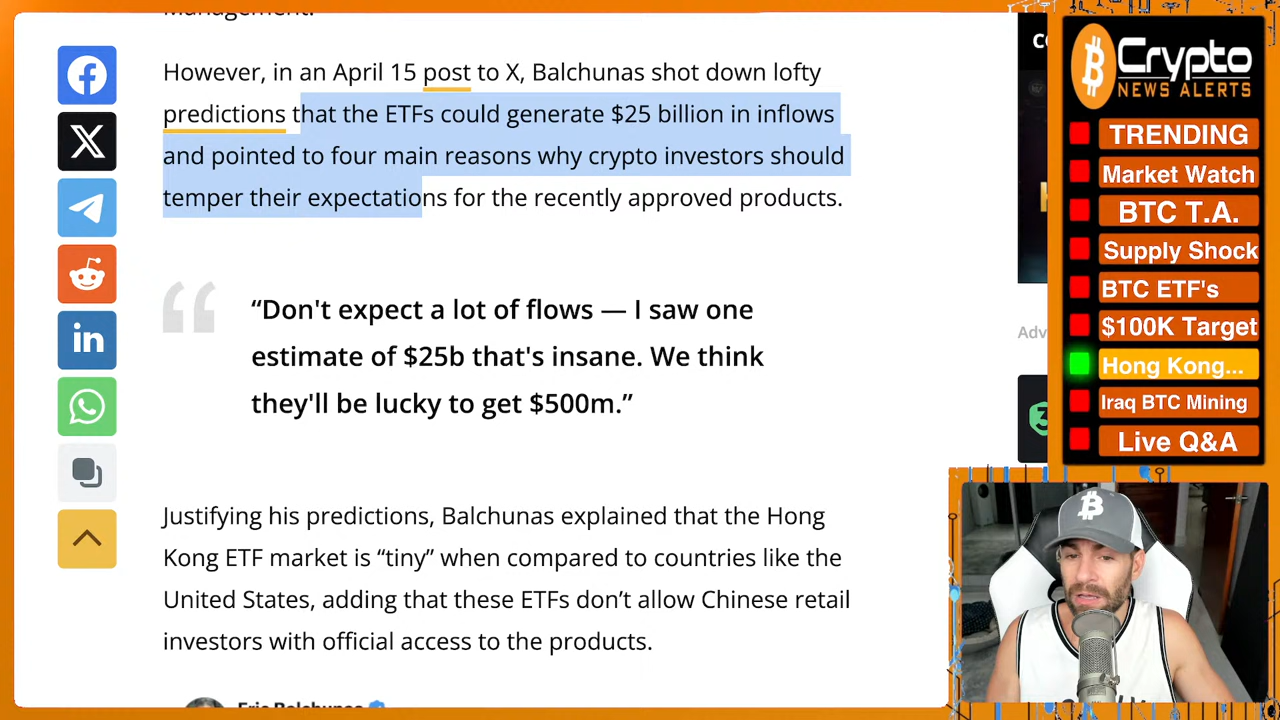 Management.
However, in an April 15 post to X, Balchunas shot down lofty
predictions that the ETFs could generate $25 billion in inflows
and pointed to four main reasons why crypto investors should
temper their expectations for the recently approved products.
“Don't expect a lot of flows — I saw one
estimate of $25b that's insane. We think
they'll be lucky to get $500m.”
Justifying his predictions, Balchunas explained that the Hong
Kong ETF market is “tiny” when compared to countries like the
United States, adding that these ETFs don’t allow Chinese retail
investors with official access to the products.
Eric Balchunas
Adv
Crypto
NEWS ALERTS
TRENDING
Market Watch
BTC T.A.
Supply Shock
BTC ETF's
$100K Target
Hong Kong...
Iraq BTC Mining
Live Q&A